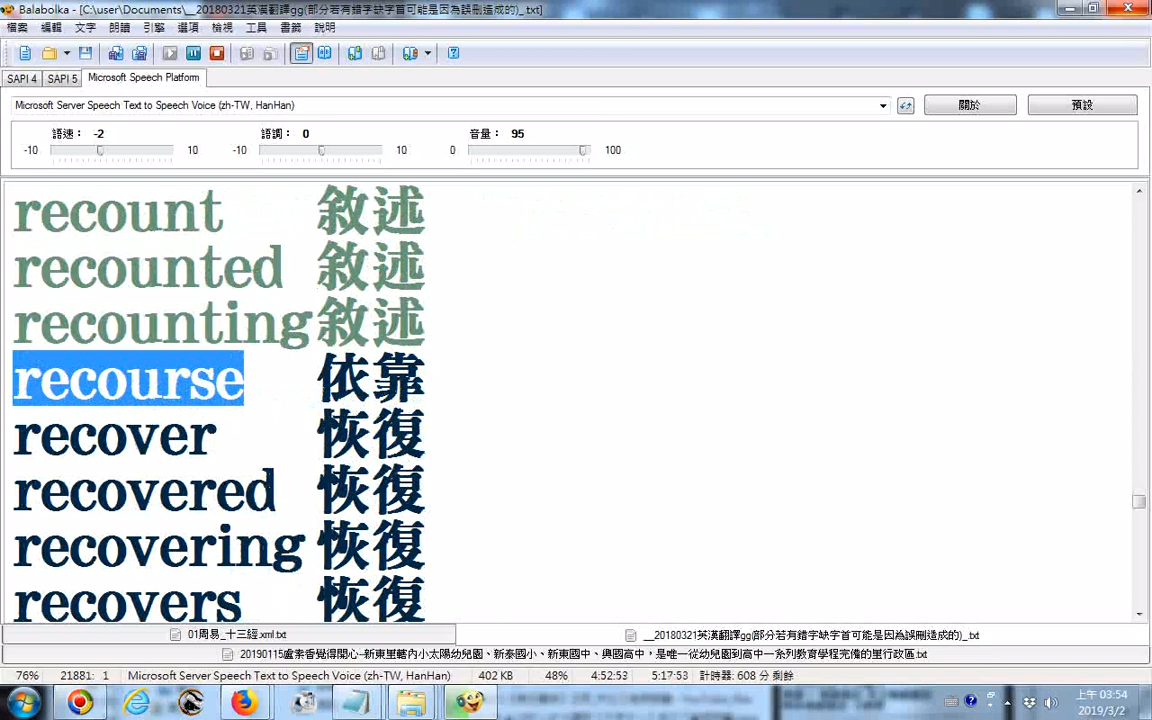 Balabolka - [C:\user\Documents\__20180321英漢翻譯gg(部分若有錯字缺字首可能是因為誤刪造成的)_.txt]
檔案 編輯 文字 朗讀 引擎 選項 檢視 工具 書籤 說明
SAPI 4 SAPI 5 Microsoft Speech Platform
Microsoft Server Speech Text to Speech Voice (zh-TW, HanHan) 關於 預設
語速： -2 語調： 0 音量： 95
-10 10 -10 10 0 100
recount 敘述
recounted 敘述
recounting 敘述
recourse 依靠
recover 恢復
recovered 恢復
recovering 恢復
recovers 恢復
01周易_十三經.xml.txt __20180321英漢翻譯gg(部分若有錯字缺字首可能是因為誤刪造成的)_.txt
20190115盧素香覺得開心--新東里轄內小太陽幼兒園、新泰國小、新東國中、興國高中，是唯一從幼兒園到高中一系列教育學程完備的里行政區.txt
76% 21881: 1 Microsoft Server Speech Text to Speech Voice (zh-TW, HanHan) 402 KB 48% 4:52:53 5:17:53 計時器: 608 分 剩餘
上午 03:54
2019/3/2